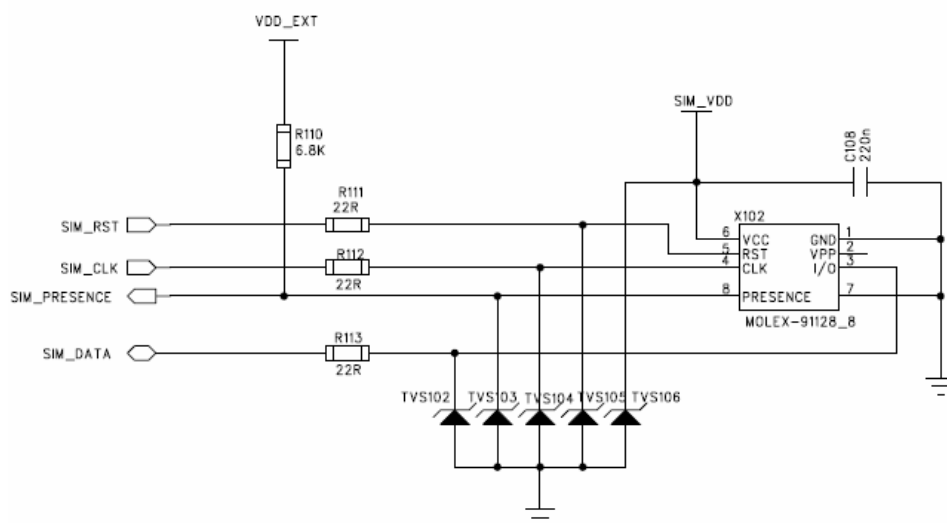 VDD_EXT
R110
6.8K
SIM_VDD
C108
220n
R111
22R
SIM_RST
X102
6 VCC GND 1
5 RST VPP 2
4 CLK I/O 3
SIM_CLK
R112
22R
SIM_PRESENCE
8 PRESENCE 7
MOLEX-91128_8
SIM_DATA
R113
22R
TVS102 TVS103 TVS104 TVS105 TVS106